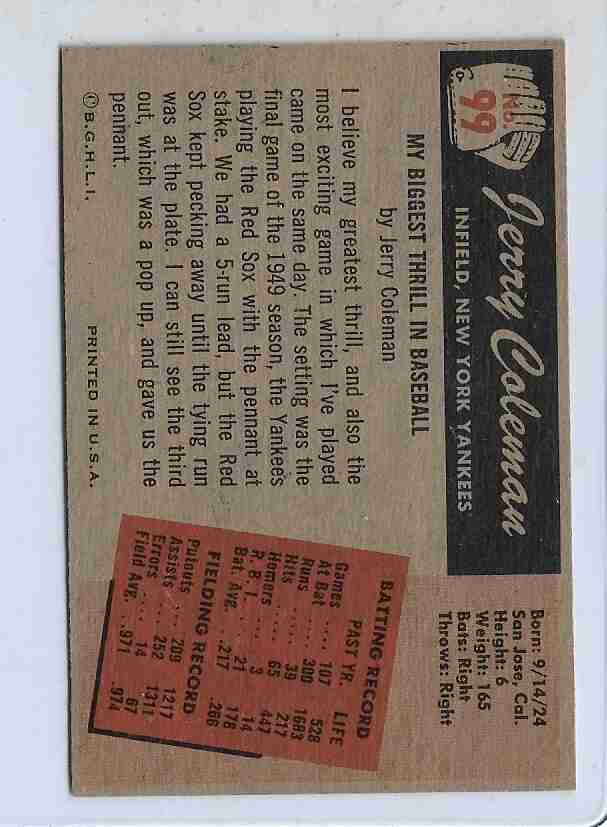 No.
99
Jerry Coleman
INFIELD, NEW YORK YANKEES
Born: 9/14/24
San Jose, Cal.
Height: 6
Weight: 165
Bats: Right
Throws: Right
MY BIGGEST THRILL IN BASEBALL
by Jerry Coleman
I believe my greatest thrill, and also the
most exciting game in which I've played
came on the same day. The setting was the
final game of the 1949 season, the Yankee's
playing the Red Sox with the pennant at
stake. We had a 5-run lead, but the Red
Sox kept pecking away until the tying run
was at the plate. I can still see the third
out, which was a pop up, and gave us the
pennant.
BATTING RECORD
PAST YR. LIFE
Games .... 107 528
At Bat .... 300 1683
Runs .... 39 217
Hits .... 65 447
Homers .... 3 14
R. B. I. .... 21 178
Bat. Ave. .... .217 .266
FIELDING RECORD
Putouts .... 209 1217
Assists .... 252 1311
Errors .... 14 67
Field Avg. .. .971 .974
©B.G.H.L.I. PRINTED IN U.S.A.